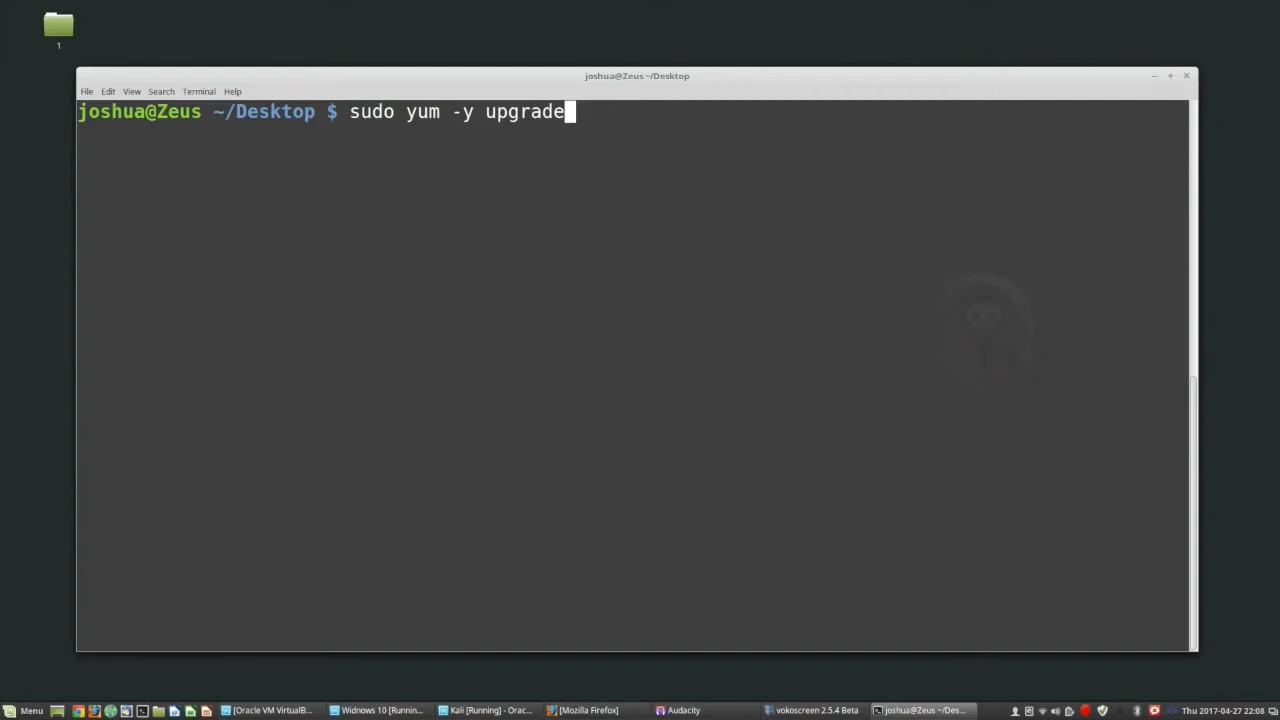 1
joshua@Zeus ~/Desktop
File Edit View Search Terminal Help
joshua@Zeus ~/Desktop $ sudo yum -y upgrade
Menu [Oracle VM VirtualB... Widnows 10 [Runnin... Kali [Running] - Orac... [Mozilla Firefox] Audacity vokoscreen 2.5.4 Beta joshua@Zeus ~/Des... Thu 2017-04-27 22:08